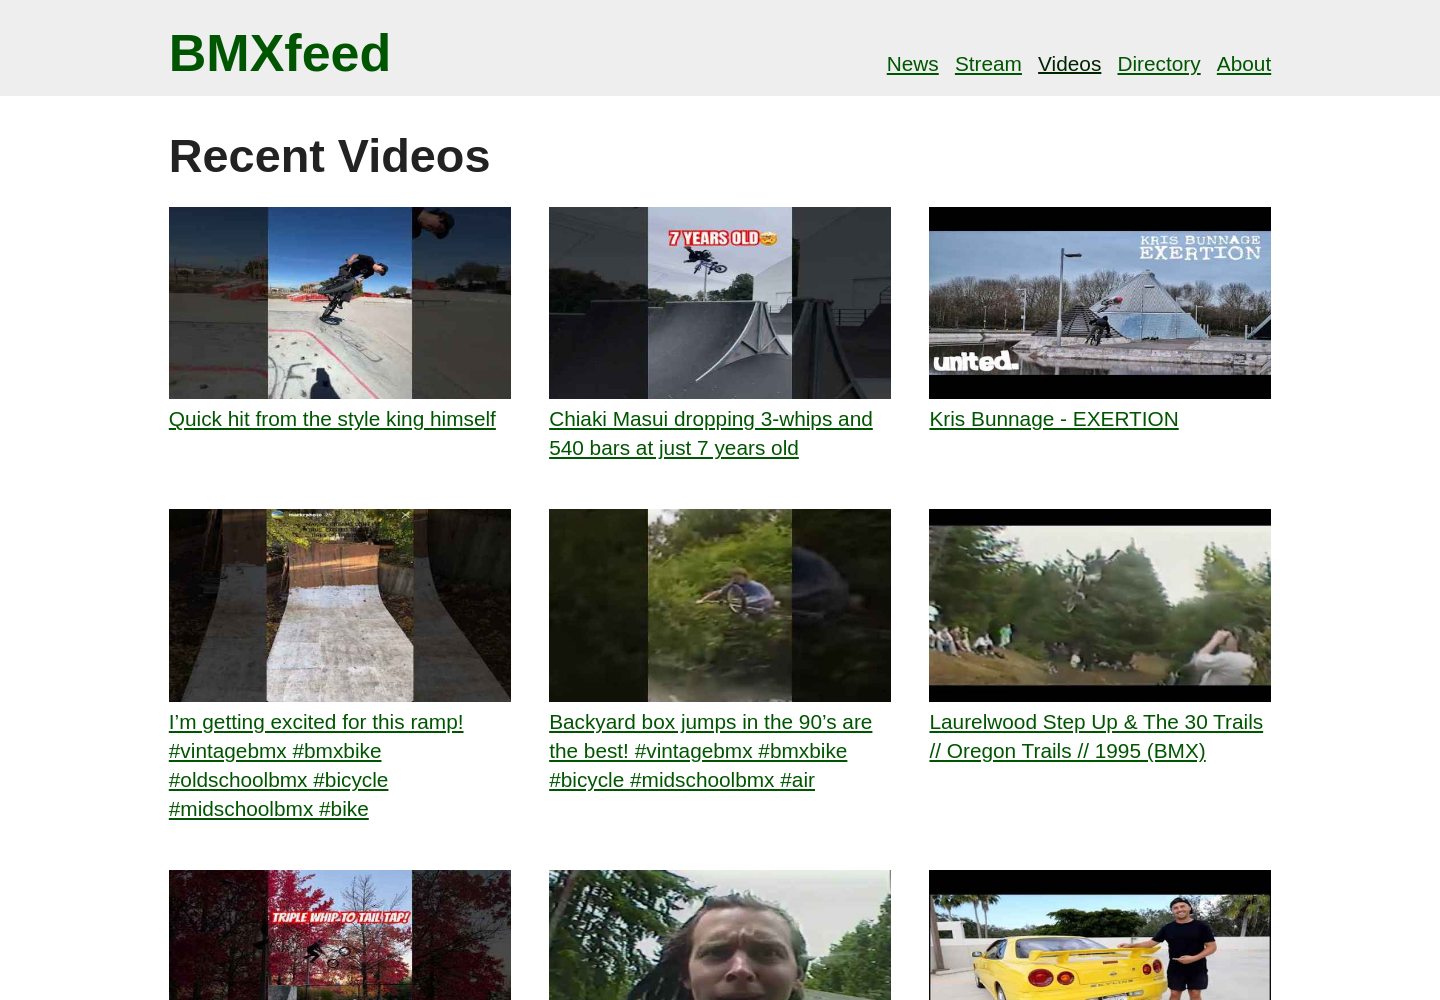 BMXfeed
News Stream Videos Directory About
Recent Videos
7 YEARS OLD🤯
KRIS BUNNAGE
EXERTION
united.
Quick hit from the style king himself
Chiaki Masui dropping 3-whips and
540 bars at just 7 years old
Kris Bunnage - EXERTION
I’m getting excited for this ramp!
#vintagebmx #bmxbike
#oldschoolbmx #bicycle
#midschoolbmx #bike
Backyard box jumps in the 90’s are
the best! #vintagebmx #bmxbike
#bicycle #midschoolbmx #air
Laurelwood Step Up & The 30 Trails
// Oregon Trails // 1995 (BMX)
TRIPLE WHIP TO TAIL TAP!
SKYLINE